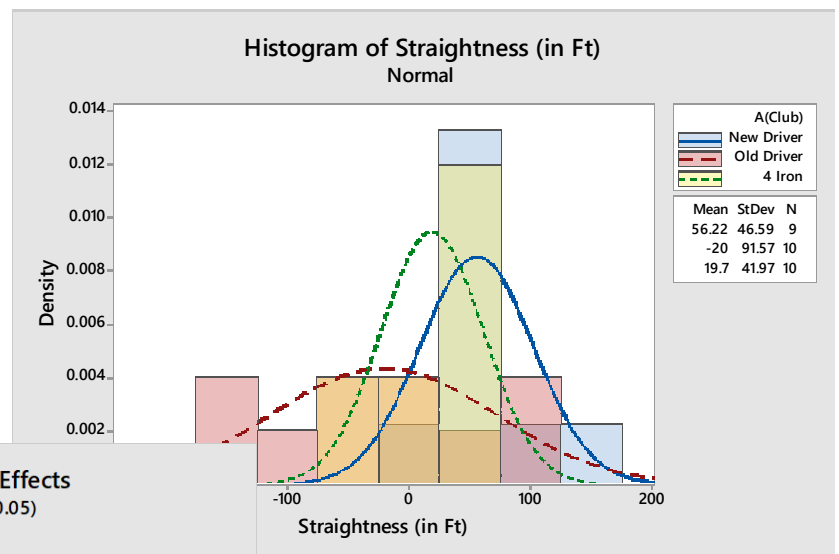 Histogram of Straightness (in Ft)
Normal
0.014
0.012
0.010
0.008
0.006
0.004
0.002
Density
-100 0 100 200
Straightness (in Ft)
A(Club)
New Driver
Old Driver
4 Iron
Mean StDev N
56.22 46.59 9
-20 91.57 10
19.7 41.97 10
Effects
0.05)